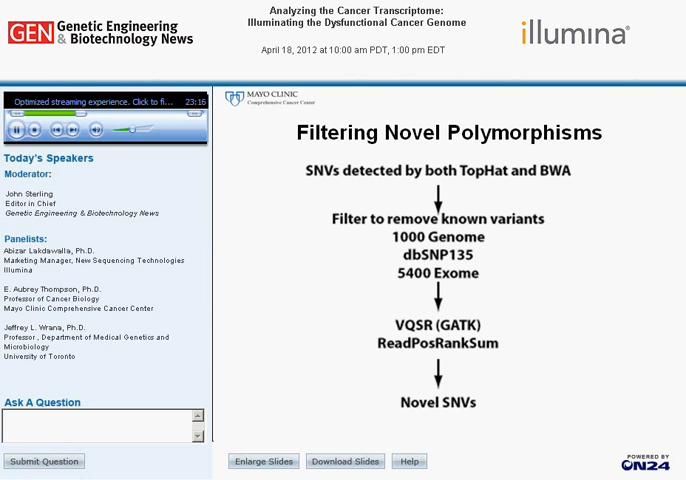 GEN Genetic Engineering
& Biotechnology News
Analyzing the Cancer Transcriptome:
Illuminating the Dysfunctional Cancer Genome
April 18, 2012 at 10:00 am PDT, 1:00 pm EDT
illumina®
Optimized streaming experience. Click to fi... 23:16
Today's Speakers
Moderator:
John Sterling
Editor in Chief
Genetic Engineering & Biotechnology News
Panelists:
Abizar Lakdawalla, Ph.D.
Marketing Manager, New Sequencing Technologies
Illumina
E. Aubrey Thompson, Ph.D.
Professor of Cancer Biology
Mayo Clinic Comprehensive Cancer Center
Jeffrey L. Wrana, Ph.D.
Professor , Department of Medical Genetics and
Microbiology
University of Toronto
Ask A Question
Submit Question
MAYO CLINIC
Comprehensive Cancer Center
Filtering Novel Polymorphisms
SNVs detected by both TopHat and BWA
Filter to remove known variants
1000 Genome
dbSNP135
5400 Exome
VQSR (GATK)
ReadPosRankSum
Novel SNVs
Enlarge Slides
Download Slides
Help
POWERED BY
ON24